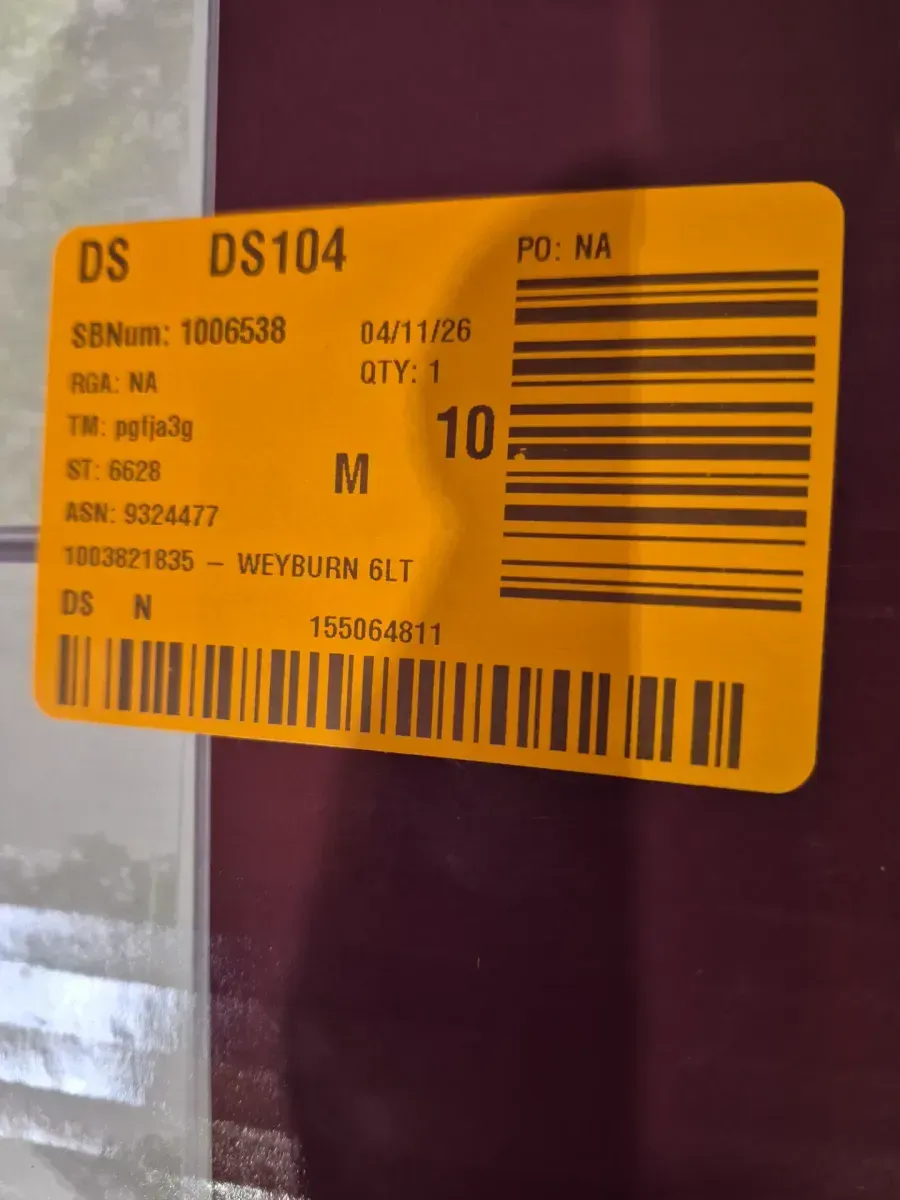 DS DS104
PO: NA
SBNum: 1006538 04/11/26
RGA: NA QTY: 1
TM: pgfja3g
10
ST: 6628 M
ASN: 9324477
1003821835 – WEYBURN 6LT
DS N
155064811